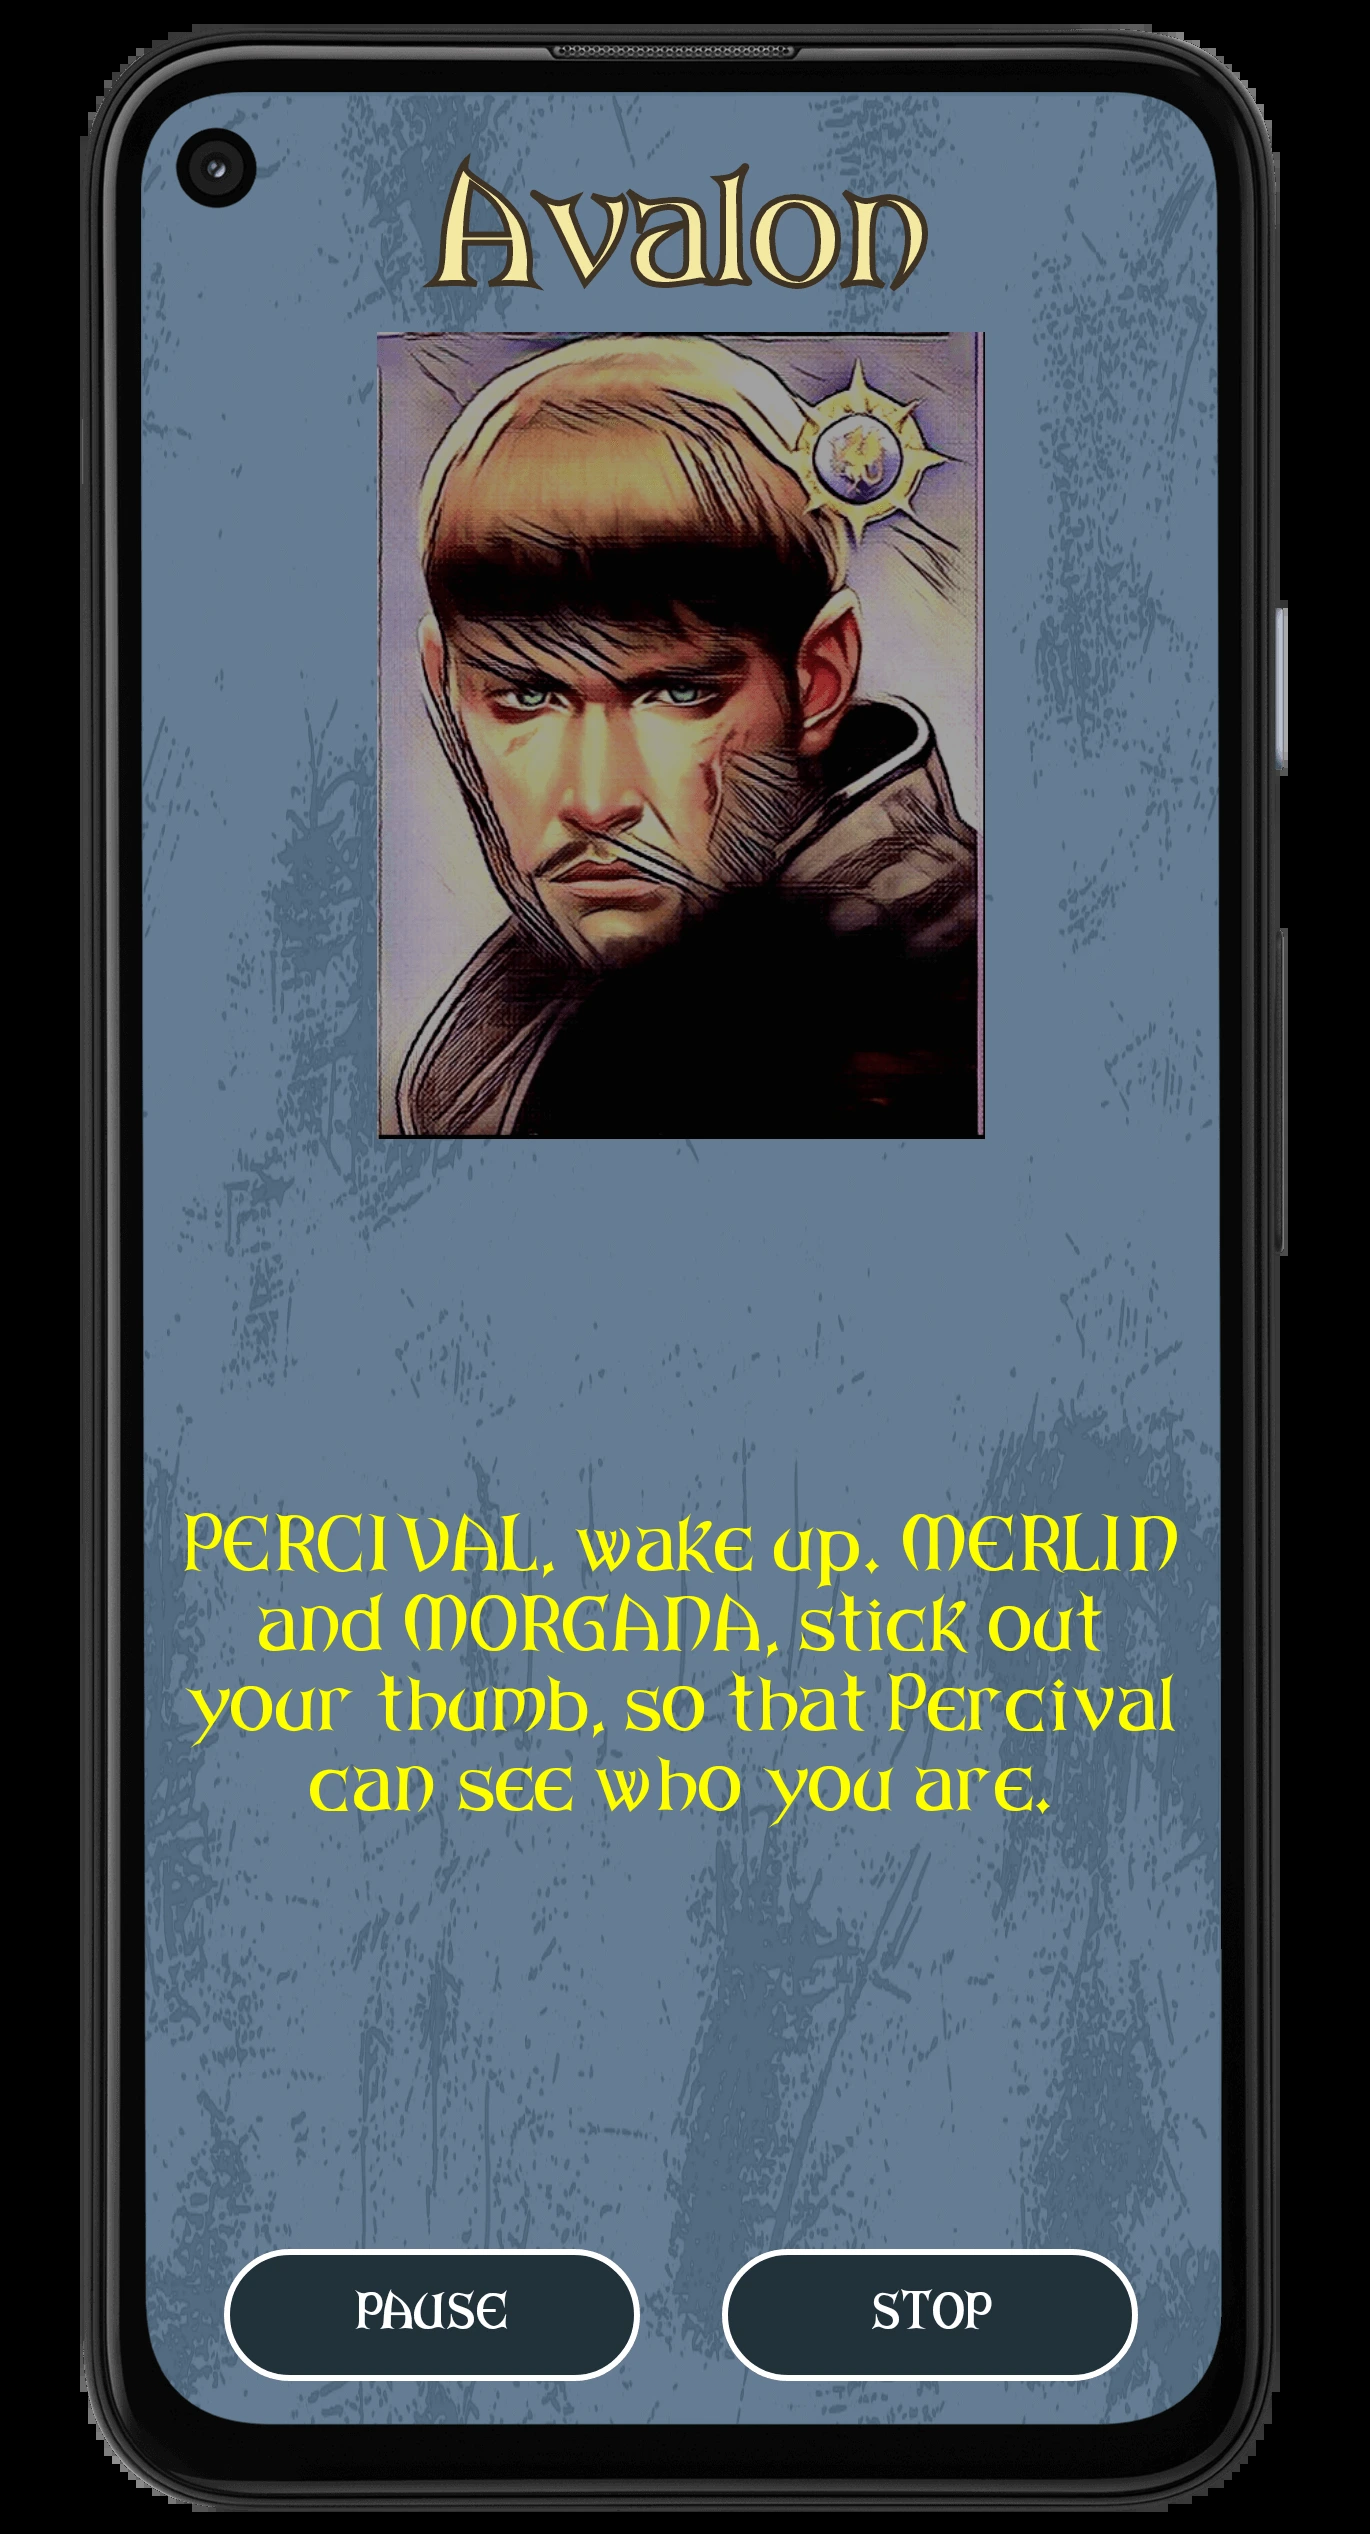 Avalon
PERCIVAL, wake up. MERLIN
and MORGANA, stick out
your thumb, so that Percival
can see who you are.
PAUSE
STOP